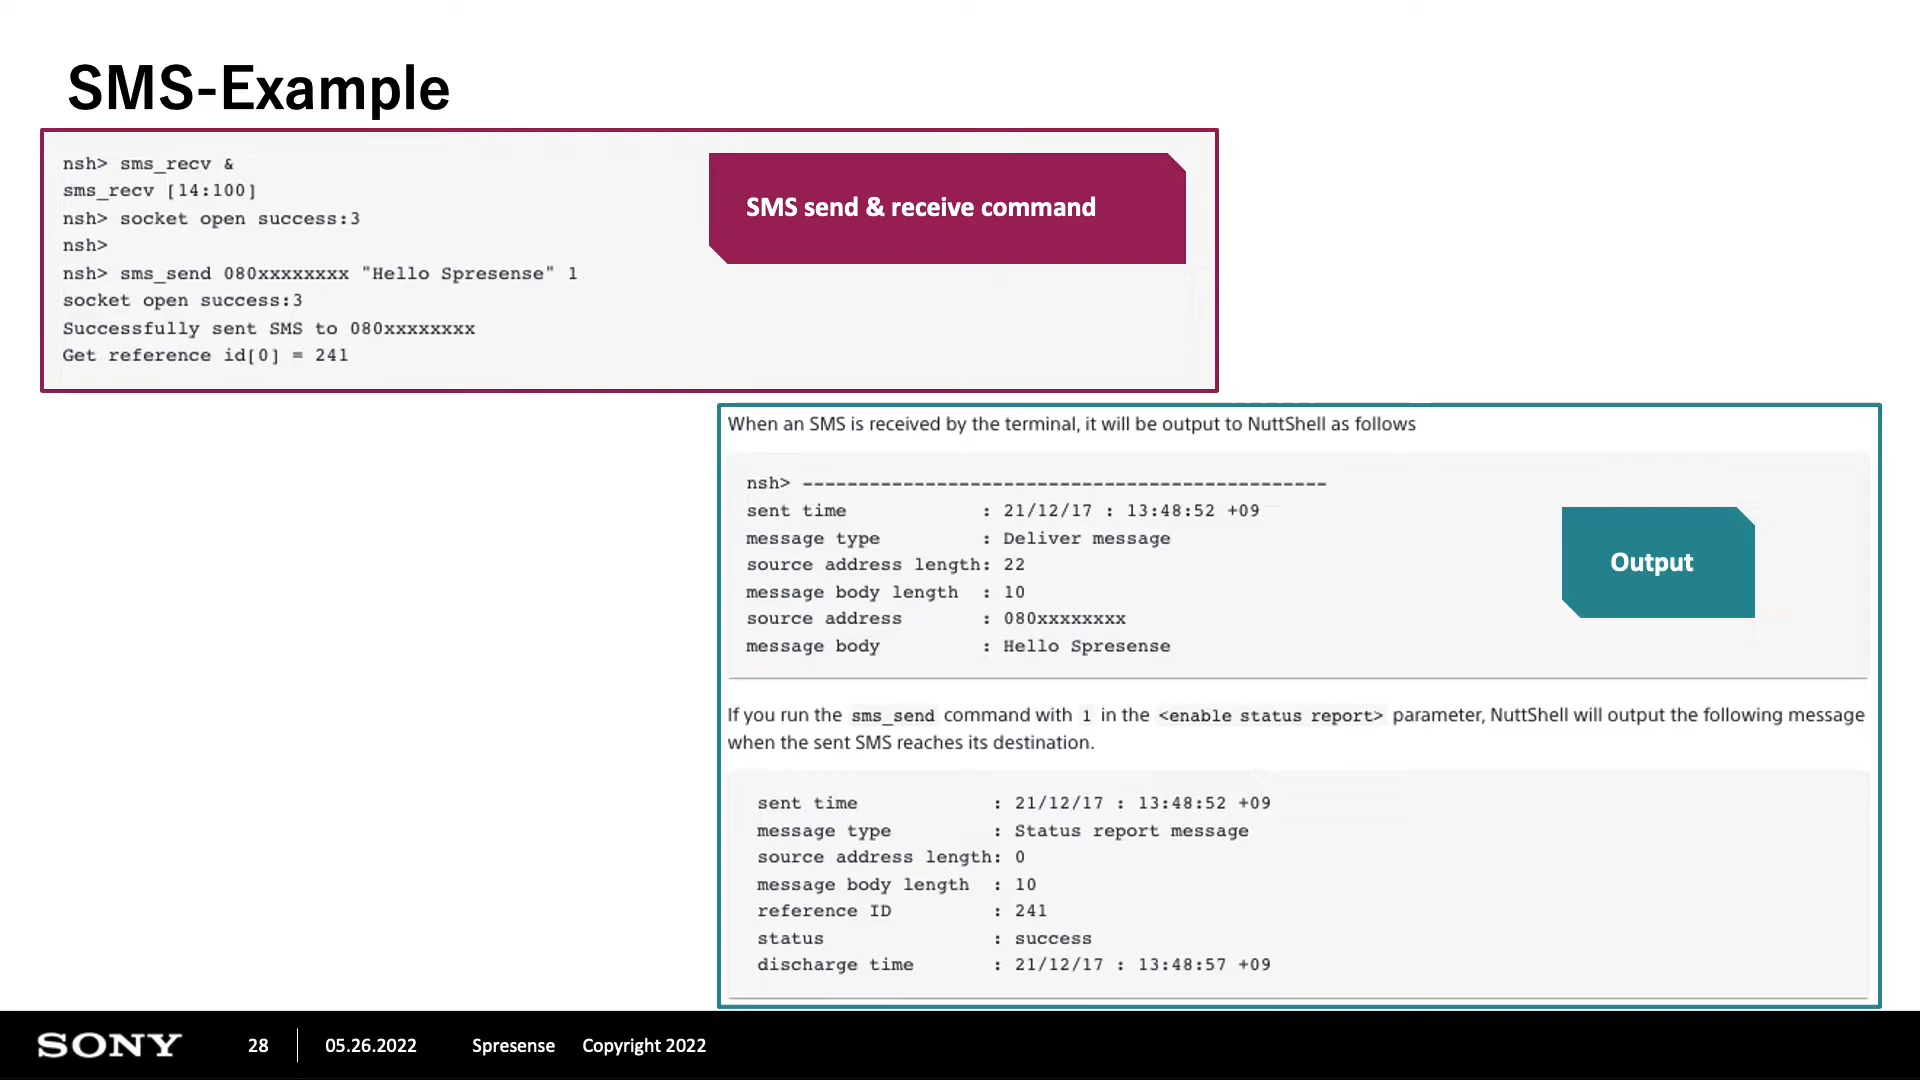 SMS-Example
nsh> sms_recv &
sms_recv [14:100]
nsh> socket open success:3
nsh>
nsh> sms_send 080xxxxxxxx "Hello Spresense" 1
socket open success:3
Successfully sent SMS to 080xxxxxxxx
Get reference id[0] = 241
SMS send & receive command
When an SMS is received by the terminal, it will be output to NuttShell as follows
nsh> -----------------------------------------------
sent time : 21/12/17 : 13:48:52 +09
message type : Deliver message
source address length: 22
message body length : 10
source address : 080xxxxxxxx
message body : Hello Spresense
Output
If you run the sms_send command with 1 in the <enable status report> parameter, NuttShell will output the following message
when the sent SMS reaches its destination.
sent time : 21/12/17 : 13:48:52 +09
message type : Status report message
source address length: 0
message body length : 10
reference ID : 241
status : success
discharge time : 21/12/17 : 13:48:57 +09
SONY 28 05.26.2022 Spresense Copyright 2022